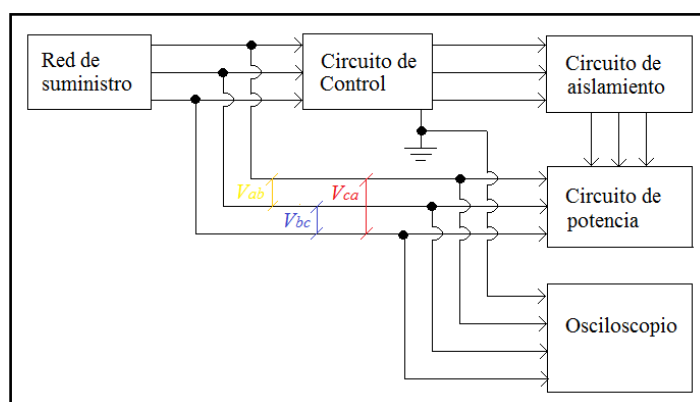 Red de
suministro
Circuito de
Control
Circuito de
aislamiento
Vab
Vbc
Vca
Circuito de
potencia
Osciloscopio